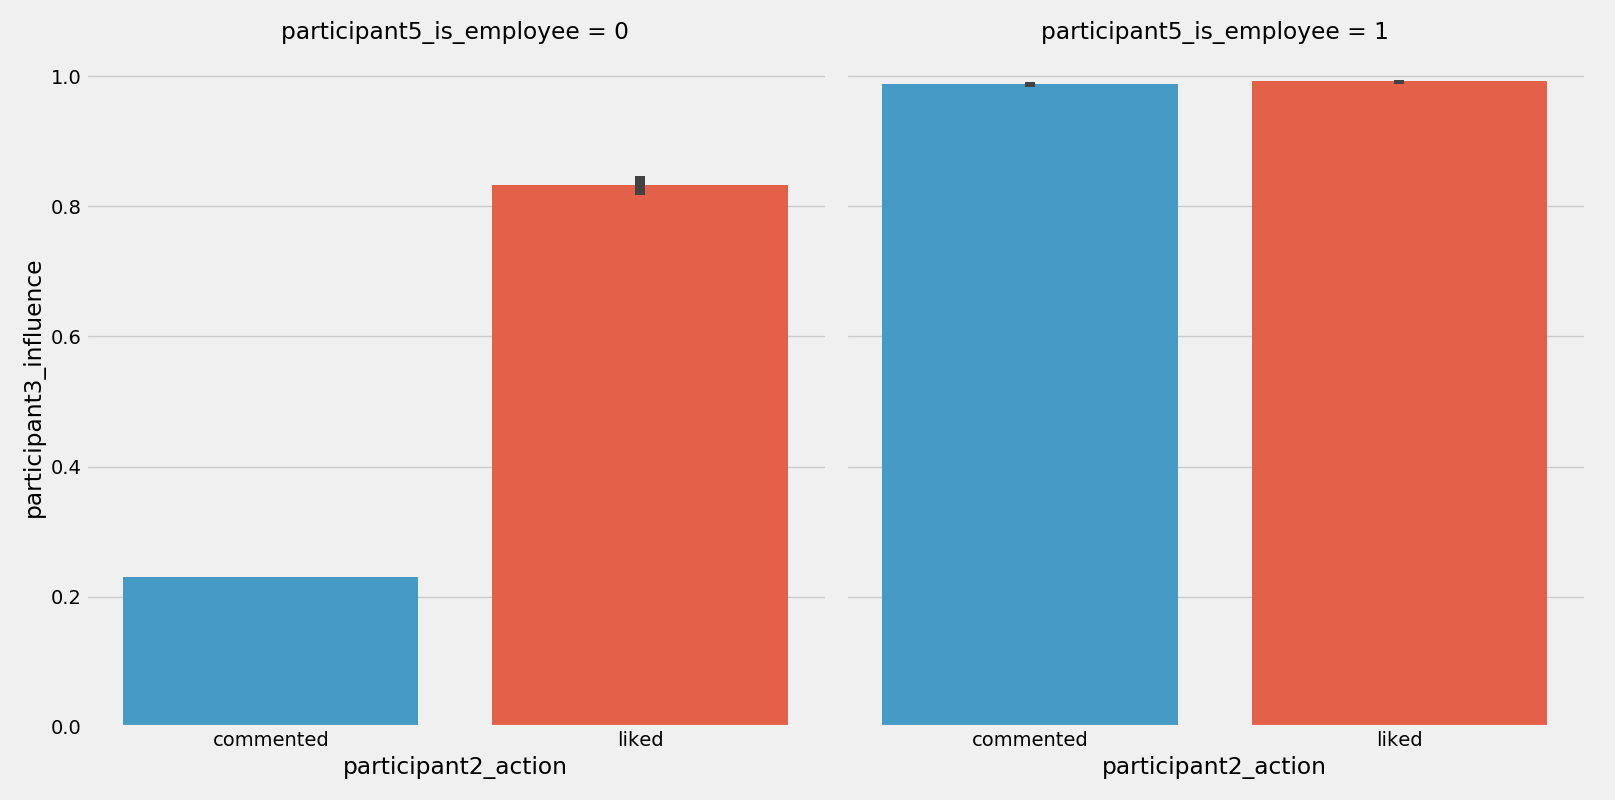 participant5_is_employee = 0
participant5_is_employee = 1
participant3_influence
1.0
0.8
0.6
0.4
0.2
0.0
commented
liked
commented
liked
participant2_action
participant2_action